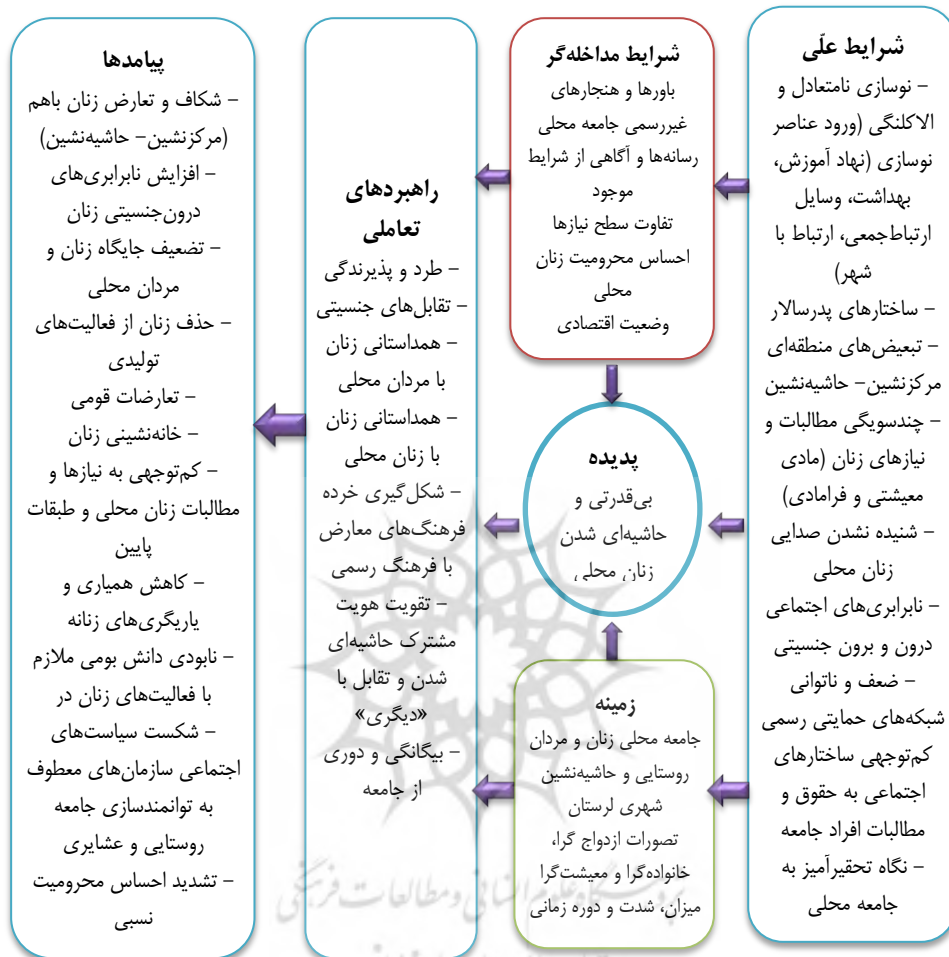 شرایط علّی
- نوسازی نامتعادل و
الاکلنگی (ورود عناصر
نوسازی (نهاد آموزش،
بهداشت، وسایل
ارتباط‌جمعی، ارتباط با
شهر)
- ساختارهای پدرسالار
- تبعیض‌های منطقه‌ای
مرکزنشین- حاشیه‌نشین
- چندسویگی مطالبات و
نیازهای زنان (مادی
معیشتی و فرامادی)
- شنیده نشدن صدایی
زنان محلی
- نابرابری‌های اجتماعی
درون و برون جنسیتی
- ضعف و ناتوانی
شبکه‌های حمایتی رسمی
کم‌توجهی ساختارهای
اجتماعی به حقوق و
مطالبات افراد جامعه
- نگاه تحقیرآمیز به
جامعه محلی
شرایط مداخله‌گر
باورها و هنجارهای
غیررسمی جامعه محلی
رسانه‌ها و آگاهی از شرایط
موجود
تفاوت سطح نیازها
احساس محرومیت زنان
محلی
وضعیت اقتصادی
پدیده
بی‌قدرتی و
حاشیه‌ای شدن
زنان محلی
زمینه
جامعه محلی زنان و مردان
روستایی و حاشیه‌نشین
شهری لرستان
تصورات ازدواج گرا،
خانواده‌گرا و معیشت‌گرا
میزان، شدت و دوره زمانی
راهبردهای
تعاملی
- طرد و پذیرندگی
- تقابل‌های جنسیتی
- همداستانی زنان
با مردان محلی
- همداستانی زنان
با زنان محلی
- شکل‌گیری خرده
فرهنگ‌های معارض
با فرهنگ رسمی
- تقویت هویت
مشترک حاشیه‌ای
شدن و تقابل با
«دیگری»
- بیگانگی و دوری
از جامعه
پیامدها
- شکاف و تعارض زنان باهم
(مرکزنشین- حاشیه‌نشین)
- افزایش نابرابری‌های
درون‌جنسیتی زنان
- تضعیف جایگاه زنان و
مردان محلی
- حذف زنان از فعالیت‌های
تولیدی
- تعارضات قومی
- خانه‌نشینی زنان
- کم‌توجهی به نیازها و
مطالبات زنان محلی و طبقات
پایین
- کاهش همیاری و
یاریگری‌های زنانه
- نابودی دانش بومی ملازم
با فعالیت‌های زنان در
- شکست سیاست‌های
اجتماعی سازمان‌های معطوف
به توانمندسازی جامعه
روستایی و عشایری
- تشدید احساس محرومیت
نسبی
پژوهشگاه علوم انسانی و مطالعات فرهنگی